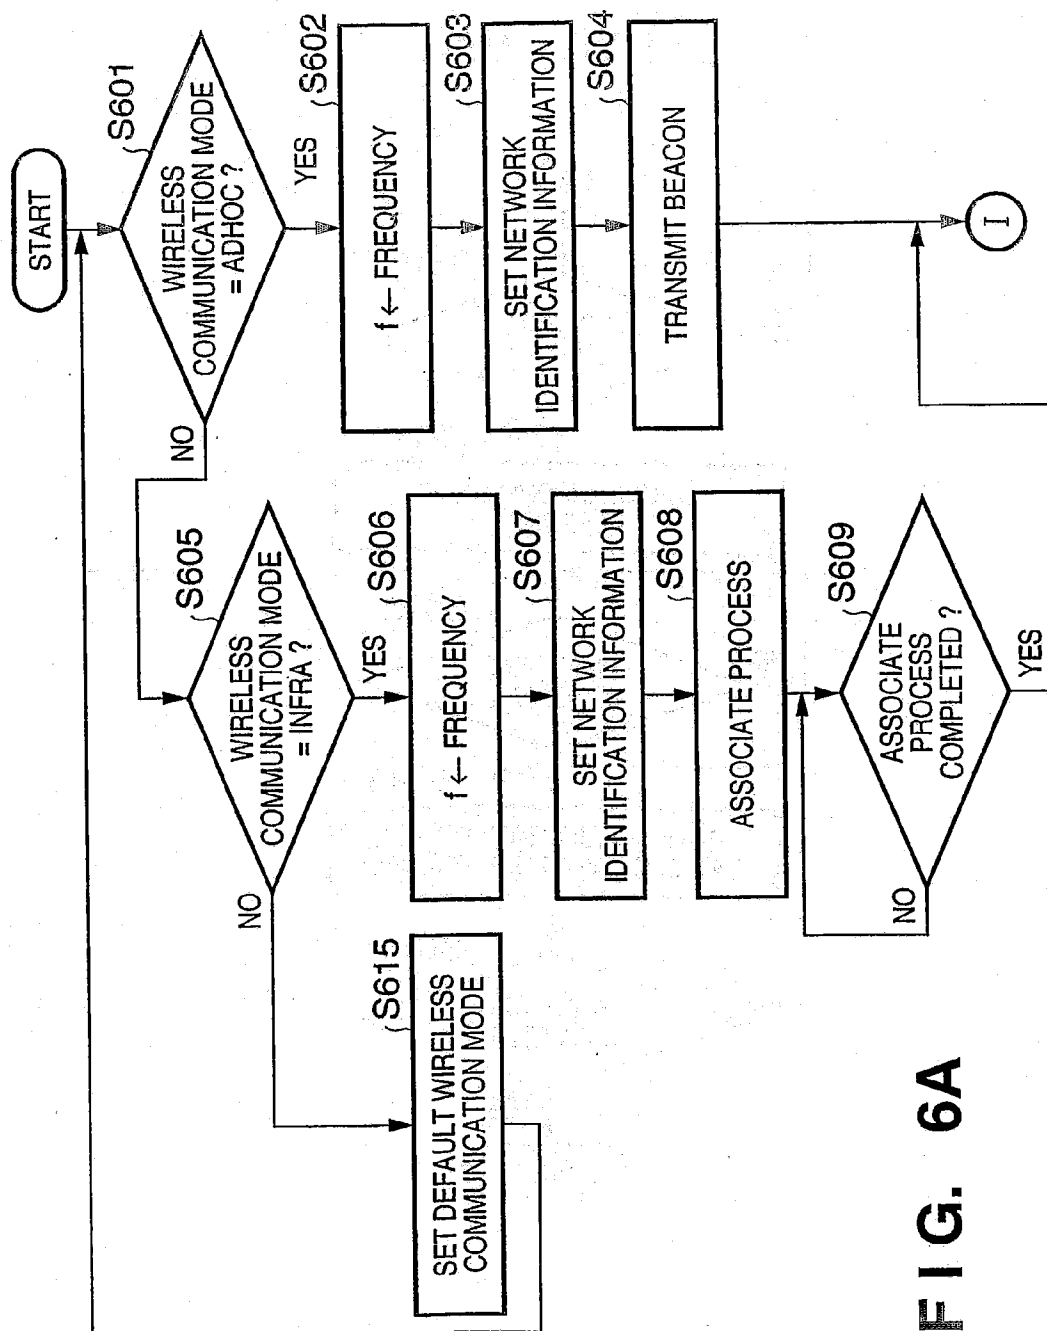 START
S601
WIRELESS
COMMUNICATION MODE
= ADHOC ?
YES
NO
S602
f ← FREQUENCY
S603
SET NETWORK
IDENTIFICATION INFORMATION
S604
TRANSMIT BEACON
I
S605
WIRELESS
COMMUNICATION MODE
= INFRA ?
YES
NO
S606
f ← FREQUENCY
S607
SET NETWORK
IDENTIFICATION INFORMATION
S608
ASSOCIATE PROCESS
S609
ASSOCIATE
PROCESS
COMPLETED ?
NO
YES
S615
SET DEFAULT WIRELESS
COMMUNICATION MODE
FIG. 6A